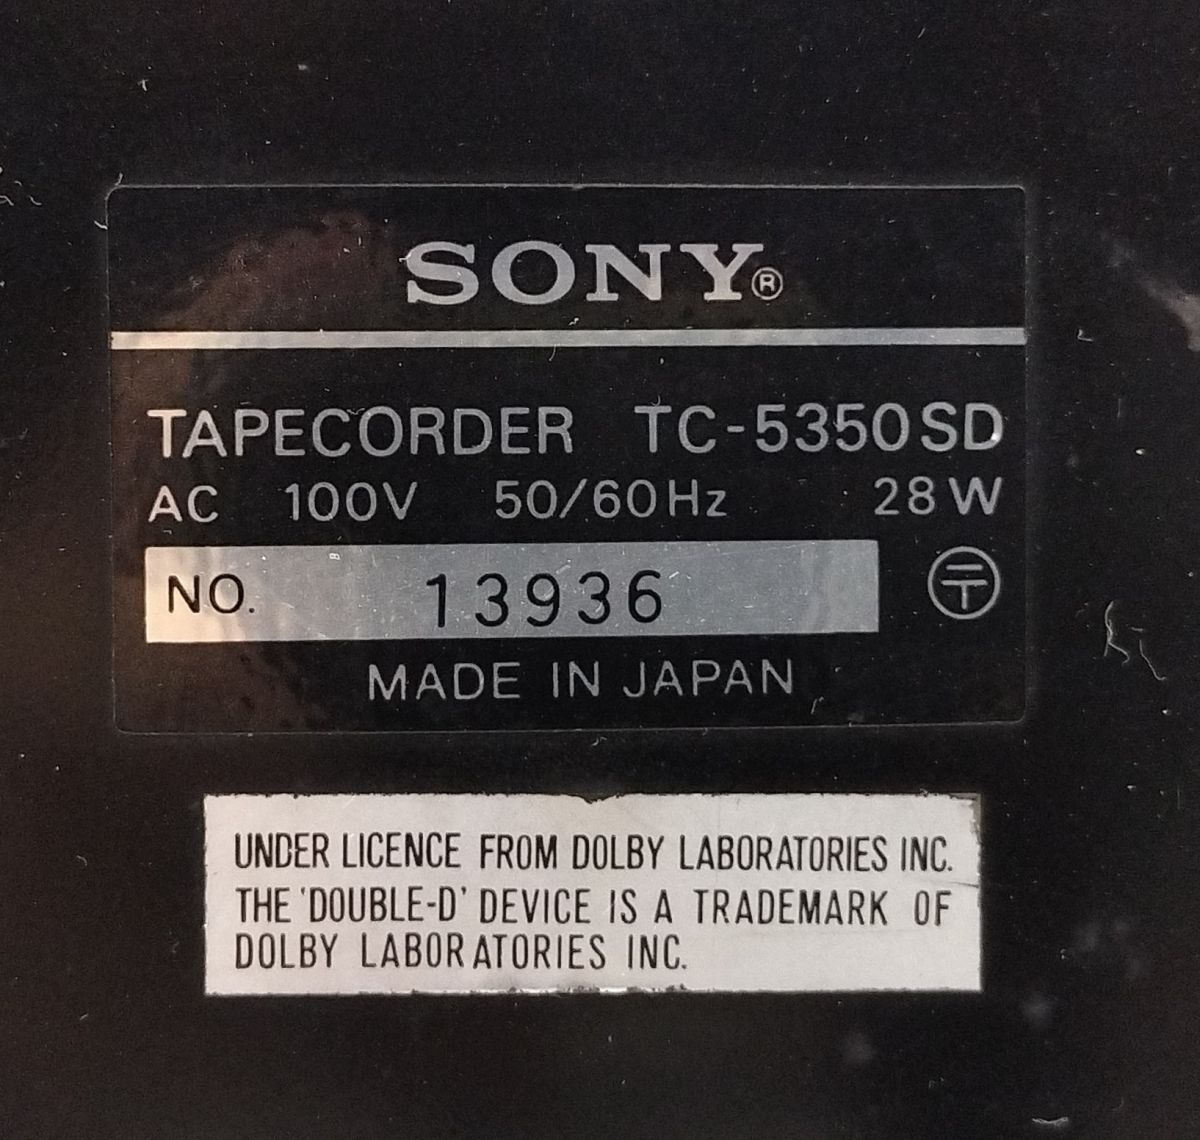 SONY®
TAPECORDER TC-5350SD
AC 100V 50/60Hz 28W
NO. 13936
〒
MADE IN JAPAN
UNDER LICENCE FROM DOLBY LABORATORIES INC.
THE 'DOUBLE-D' DEVICE IS A TRADEMARK OF
DOLBY LABORATORIES INC.